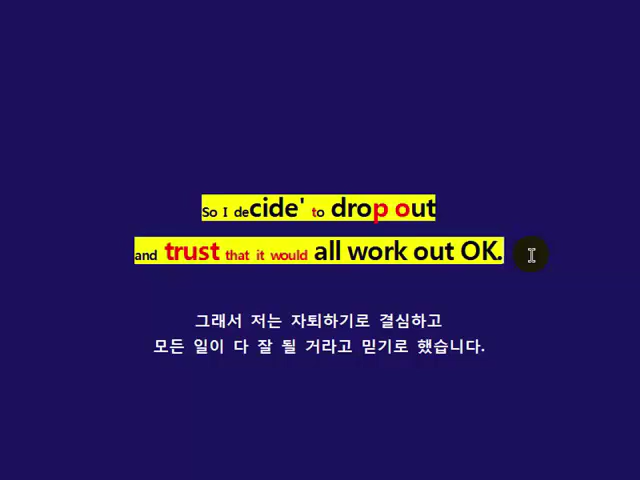 So I decide' to drop out
and trust that it would all work out OK.
그래서 저는 자퇴하기로 결심하고
모든 일이 다 잘 될 거라고 믿기로 했습니다.